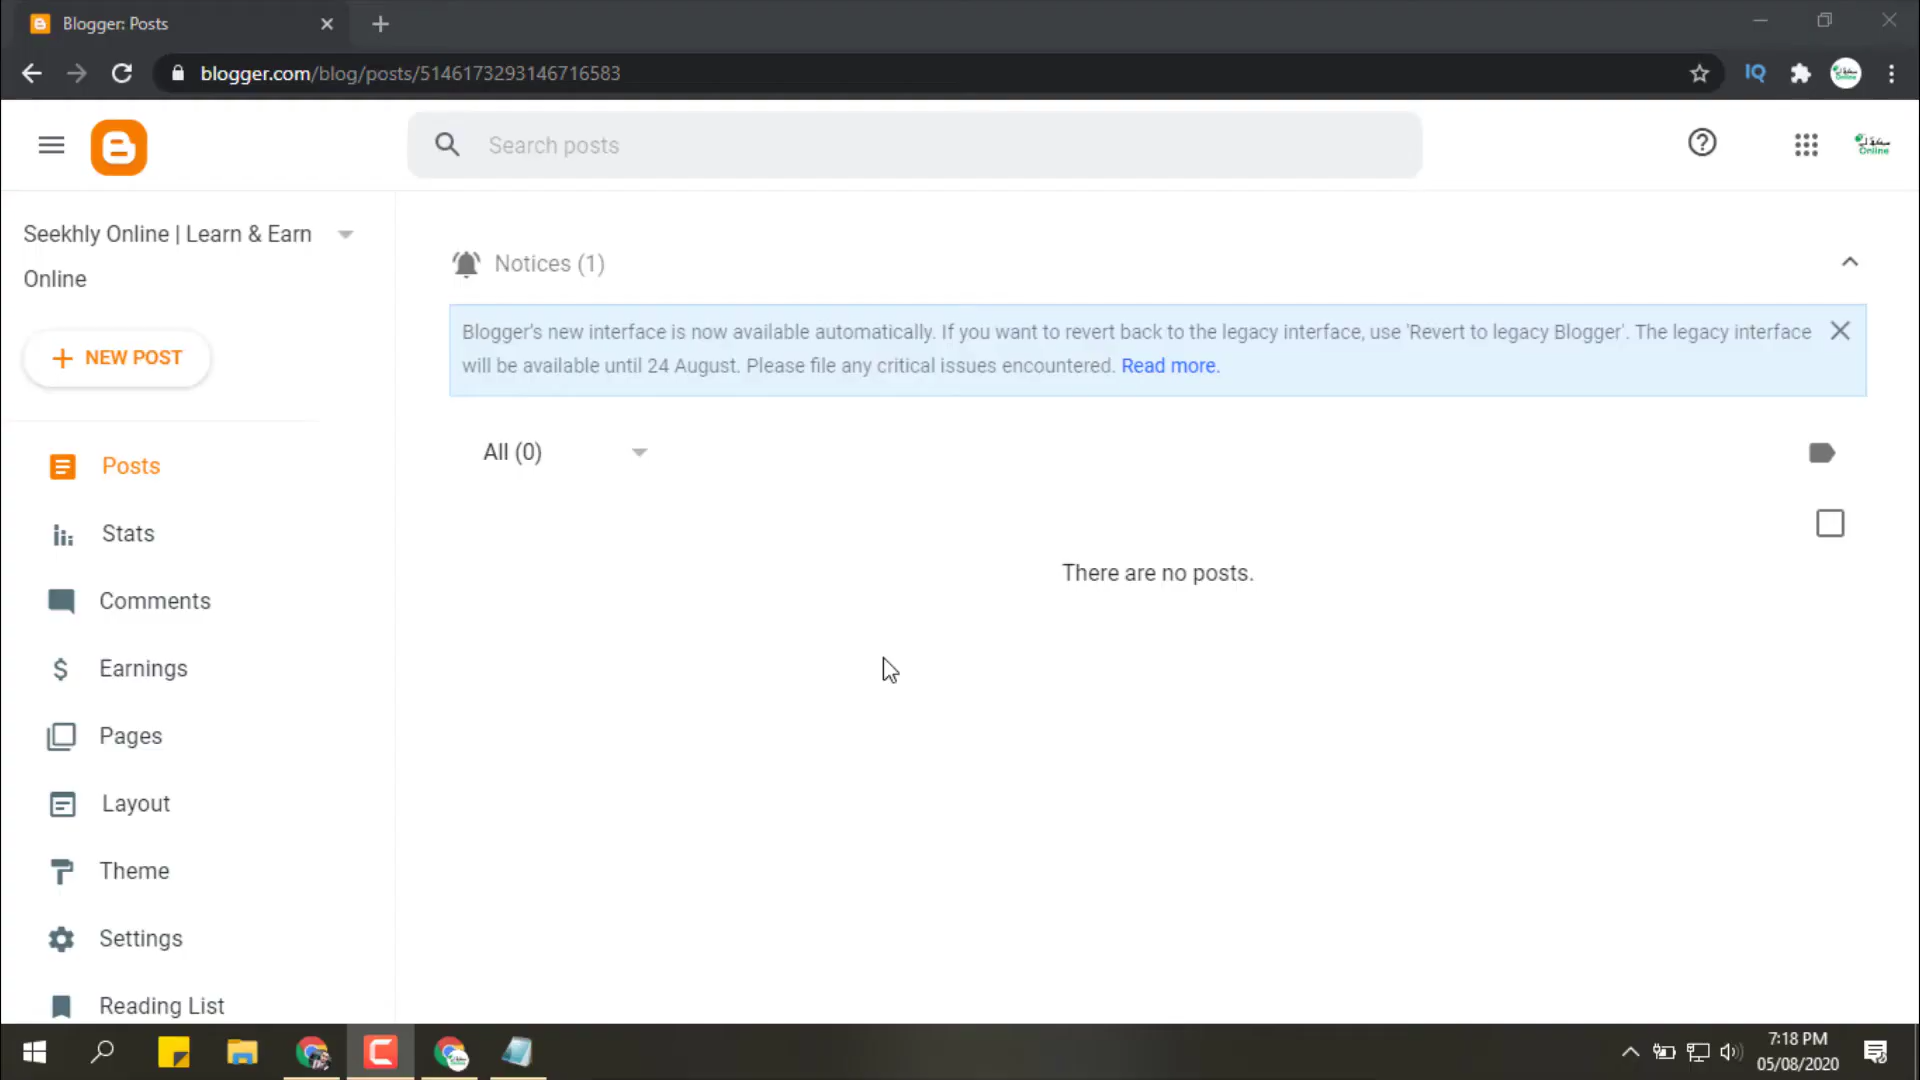 Blogger: Posts
blogger.com/blog/posts/5146173293146716583
IQ
Search posts
Online
Seekhly Online | Learn & Earn
Online
NEW POST
Posts
Stats
Comments
Earnings
Pages
Layout
Theme
Settings
Reading List
Notices (1)
Blogger's new interface is now available automatically. If you want to revert back to the legacy interface, use 'Revert to legacy Blogger'. The legacy interface
will be available until 24 August. Please file any critical issues encountered. Read more.
All (0)
There are no posts.
7:18 PM
05/08/2020